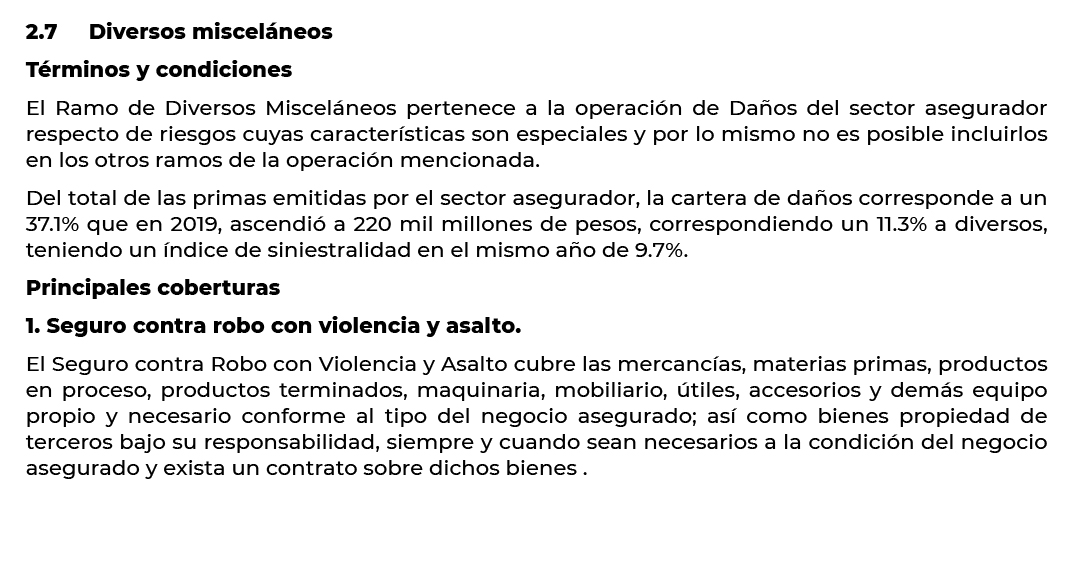 2.7 Diversos misceláneos
Términos y condiciones
El Ramo de Diversos Misceláneos pertenece a la operación de Daños del sector asegurador
respecto de riesgos cuyas características son especiales y por lo mismo no es posible incluirlos
en los otros ramos de la operación mencionada.
Del total de las primas emitidas por el sector asegurador, la cartera de daños corresponde a un
37.1% que en 2019, ascendió a 220 mil millones de pesos, correspondiendo un 11.3% a diversos,
teniendo un índice de siniestralidad en el mismo año de 9.7%.
Principales coberturas
1. Seguro contra robo con violencia y asalto.
El Seguro contra Robo con Violencia y Asalto cubre las mercancías, materias primas, productos
en proceso, productos terminados, maquinaria, mobiliario, útiles, accesorios y demás equipo
propio y necesario conforme al tipo del negocio asegurado; así como bienes propiedad de
terceros bajo su responsabilidad, siempre y cuando sean necesarios a la condición del negocio
asegurado y exista un contrato sobre dichos bienes .